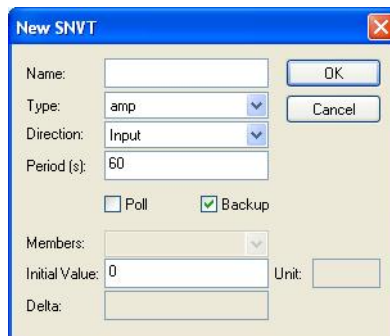 New SNVT
Name:
OK
Type: amp
Cancel
Direction: Input
Period (s): 60
Poll
Backup
Members:
Initial Value: 0
Unit:
Delta: